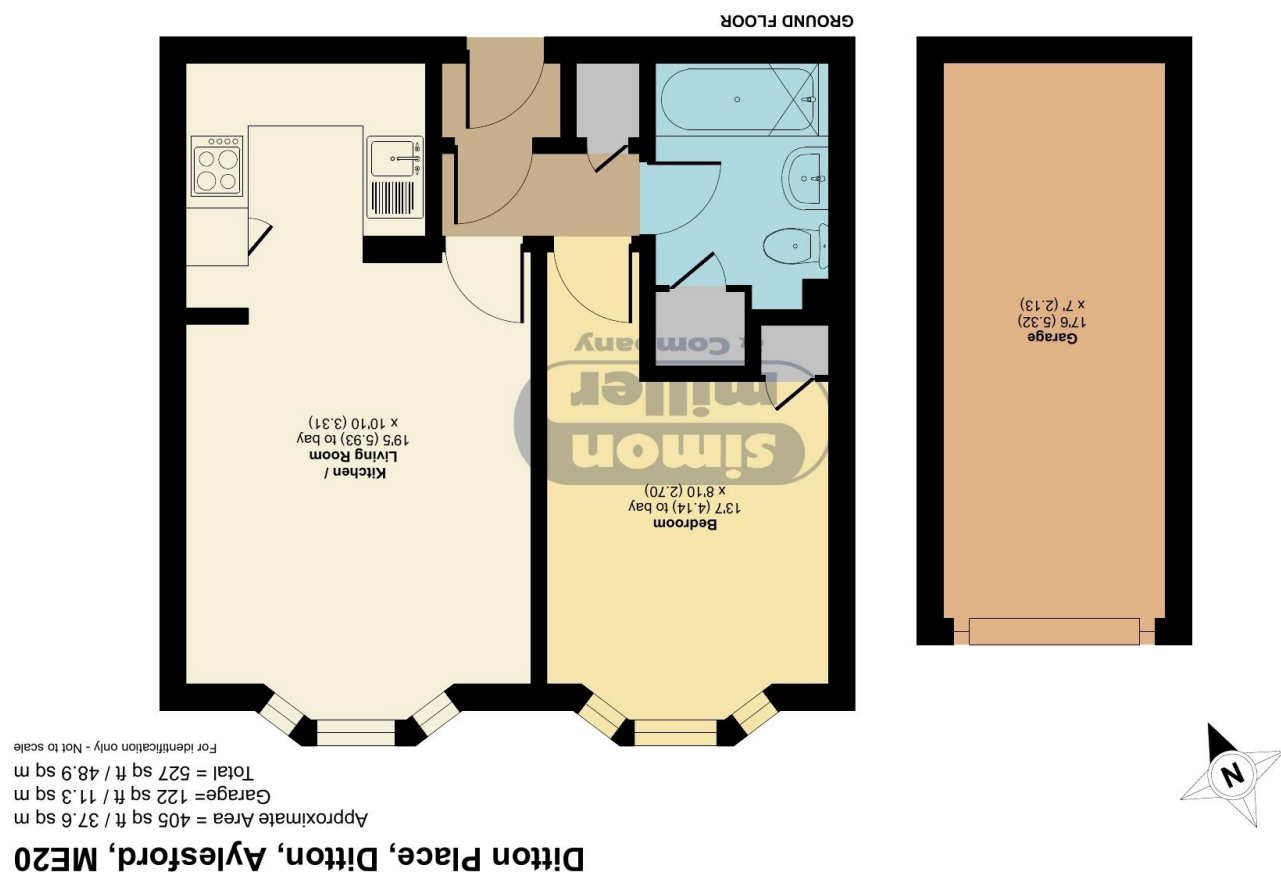 Ditton Place, Ditton, Aylesford, ME20
Approximate Area = 405 sq ft / 37.6 sq m
Garage= 122 sq ft / 11.3 sq m
Total = 527 sq ft / 48.9 sq m
For identification only - Not to scale
N
Bedroom
13'7 (4.14) to bay
x 8'10 (2.70)
Kitchen /
Living Room
19'5 (5.93) to bay
x 10'10 (3.31)
simon
miller
& Company
Garage
17'6 (5.32)
x 7' (2.13)
GROUND FLOOR